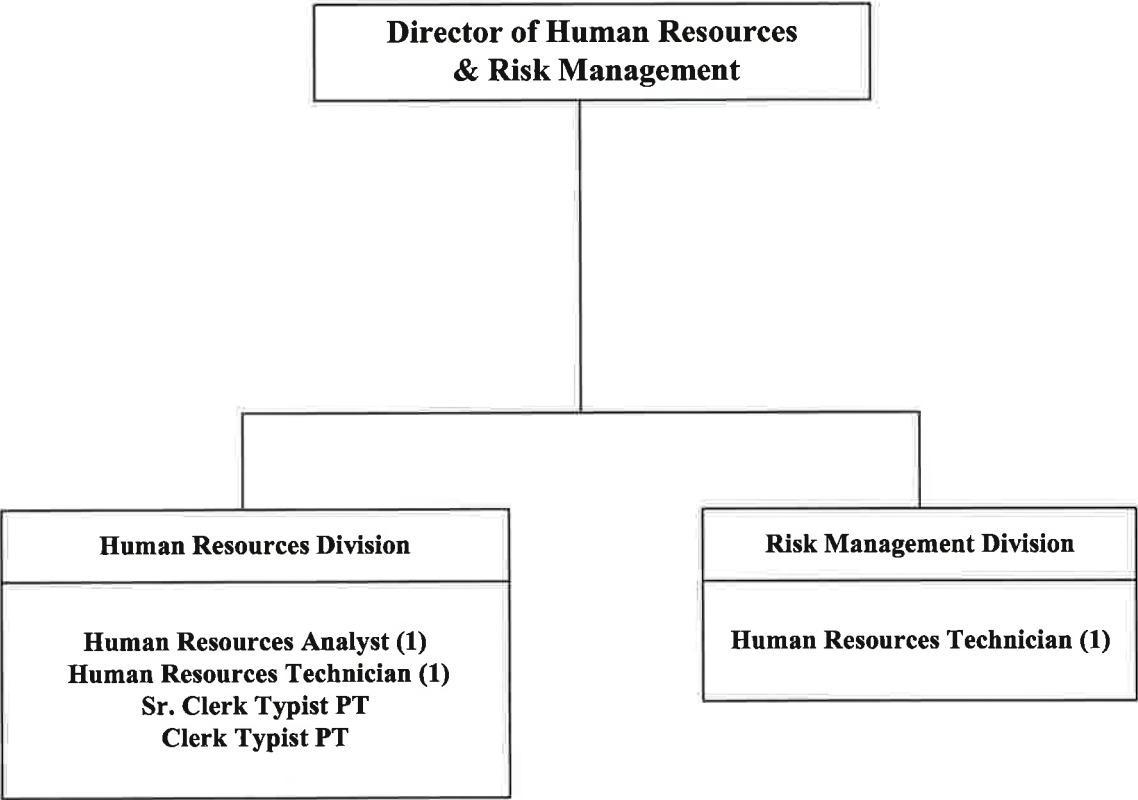 Director of Human Resources
& Risk Management
Human Resources Division
Human Resources Analyst (1)
Human Resources Technician (1)
Sr. Clerk Typist PT
Clerk Typist PT
Risk Management Division
Human Resources Technician (1)